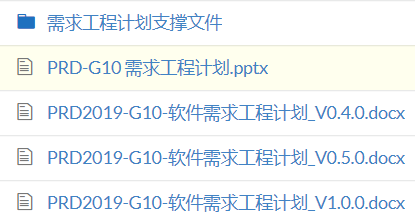 需求工程计划支撑文件
PRD-G10 需求工程计划.pptx
PRD2019-G10-软件需求工程计划_V0.4.0.docx
PRD2019-G10-软件需求工程计划_V0.5.0.docx
PRD2019-G10-软件需求工程计划_V1.0.0.docx